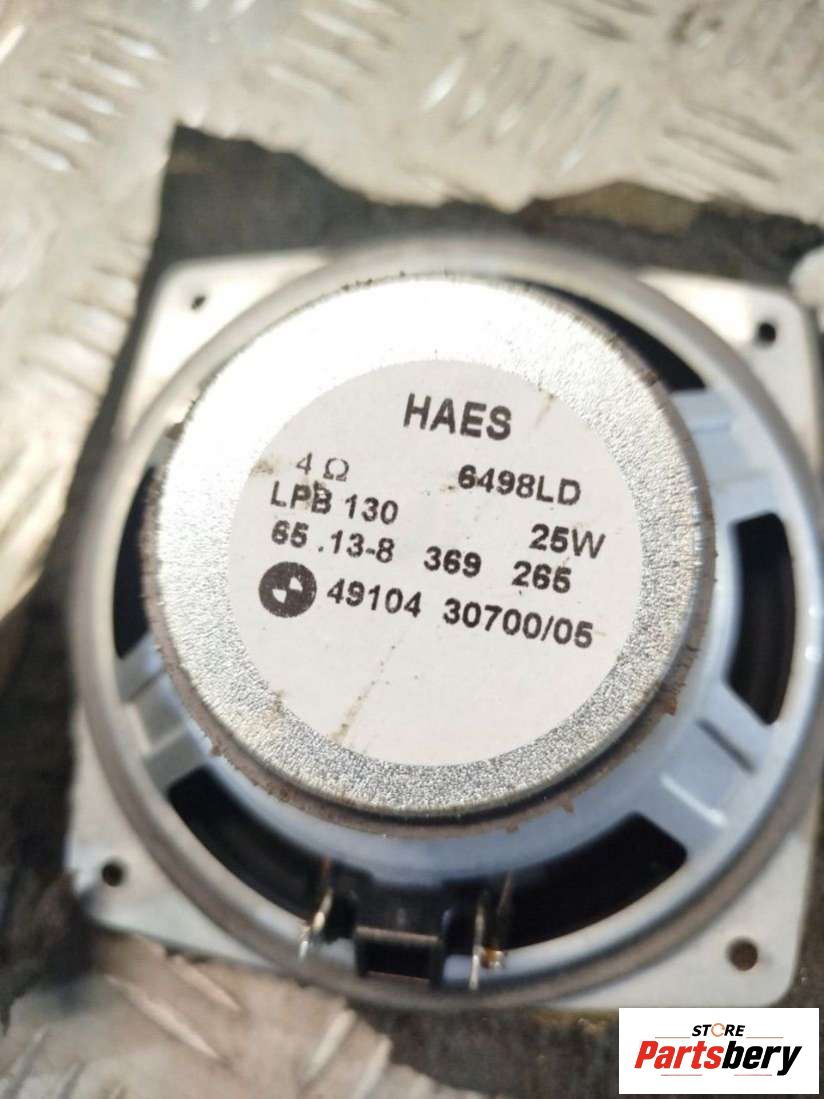 HAES
4 Ω 6498LD
LPB 130 25W
65 .13-8 369 265
49104 30700/05
STORE
Partsbery